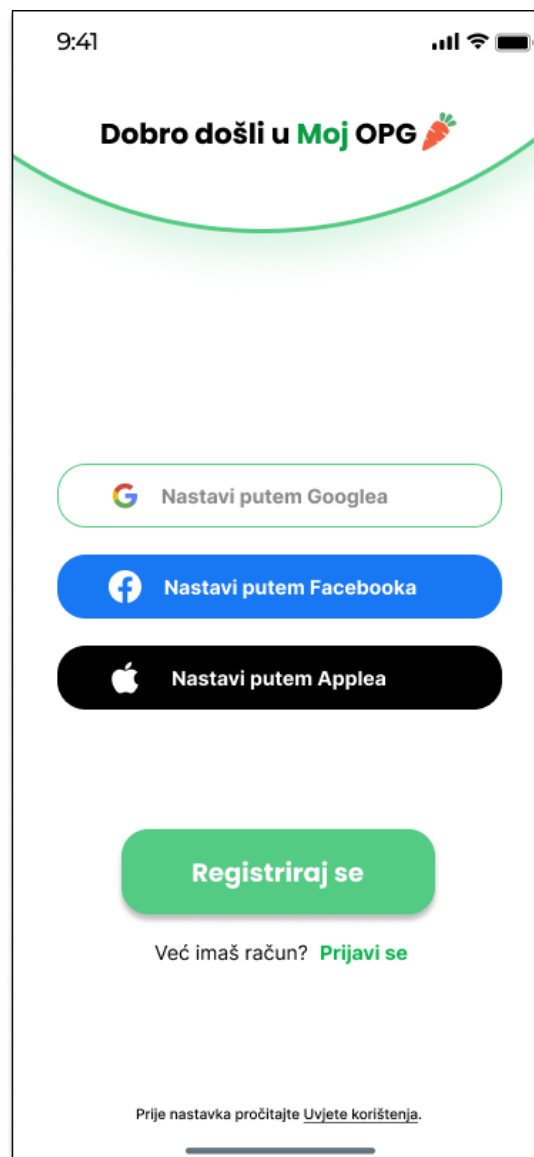 9:41
Dobro došli u Moj OPG 🥕
Nastavi putem Googlea
Nastavi putem Facebooka
Nastavi putem Applea
Registriraj se
Već imaš račun? Prijavi se
Prije nastavka pročitajte Uvjete korištenja.